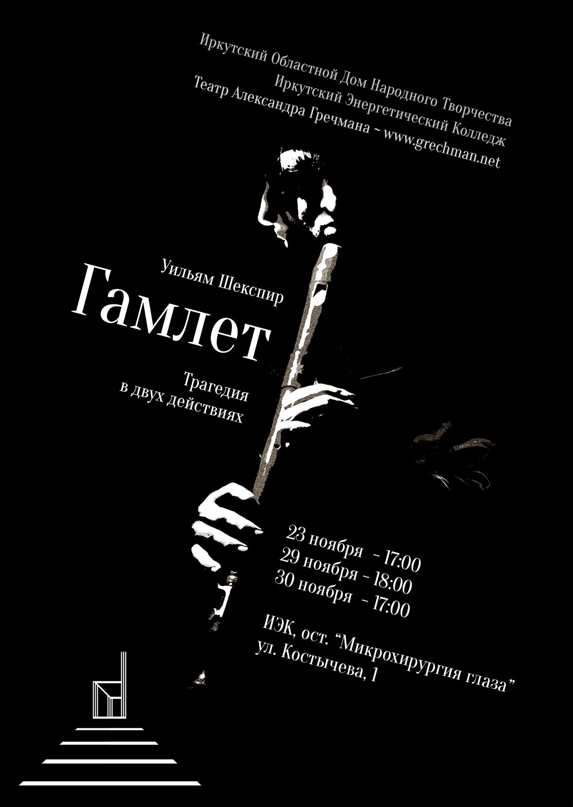 Иркутский Областной Дом Народного Творчества
Иркутский Энергетический Колледж
Театр Александра Гречмана ~ www.grechman.net
Уильям Шекспир
Гамлет
Трагедия
в двух действиях
23 ноября – 17:00
29 ноября – 18:00
30 ноября – 17:00
ИЭК, ост. “Микрохирургия глаза”
ул. Костычева, 1